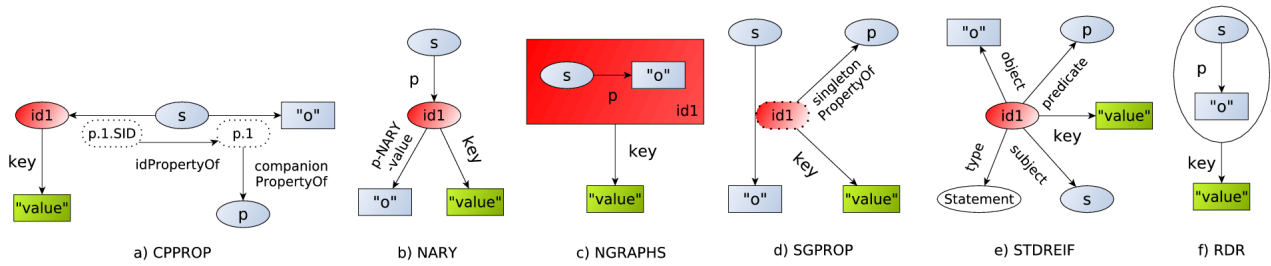 id1
s
"o"
p.1.SID
p.1
key
idPropertyOf
companion
PropertyOf
"value"
p
a) CPPROP
s
p
id1
p-NARY
-value
key
"o"
"value"
b) NARY
s
"o"
p
id1
key
"value"
c) NGRAPHS
s
p
singleton
PropertyOf
id1
key
"o"
"value"
d) SGPROP
"o"
p
object
predicate
id1
"value"
key
type
subject
Statement
s
e) STDREIF
s
p
"o"
key
"value"
f) RDR